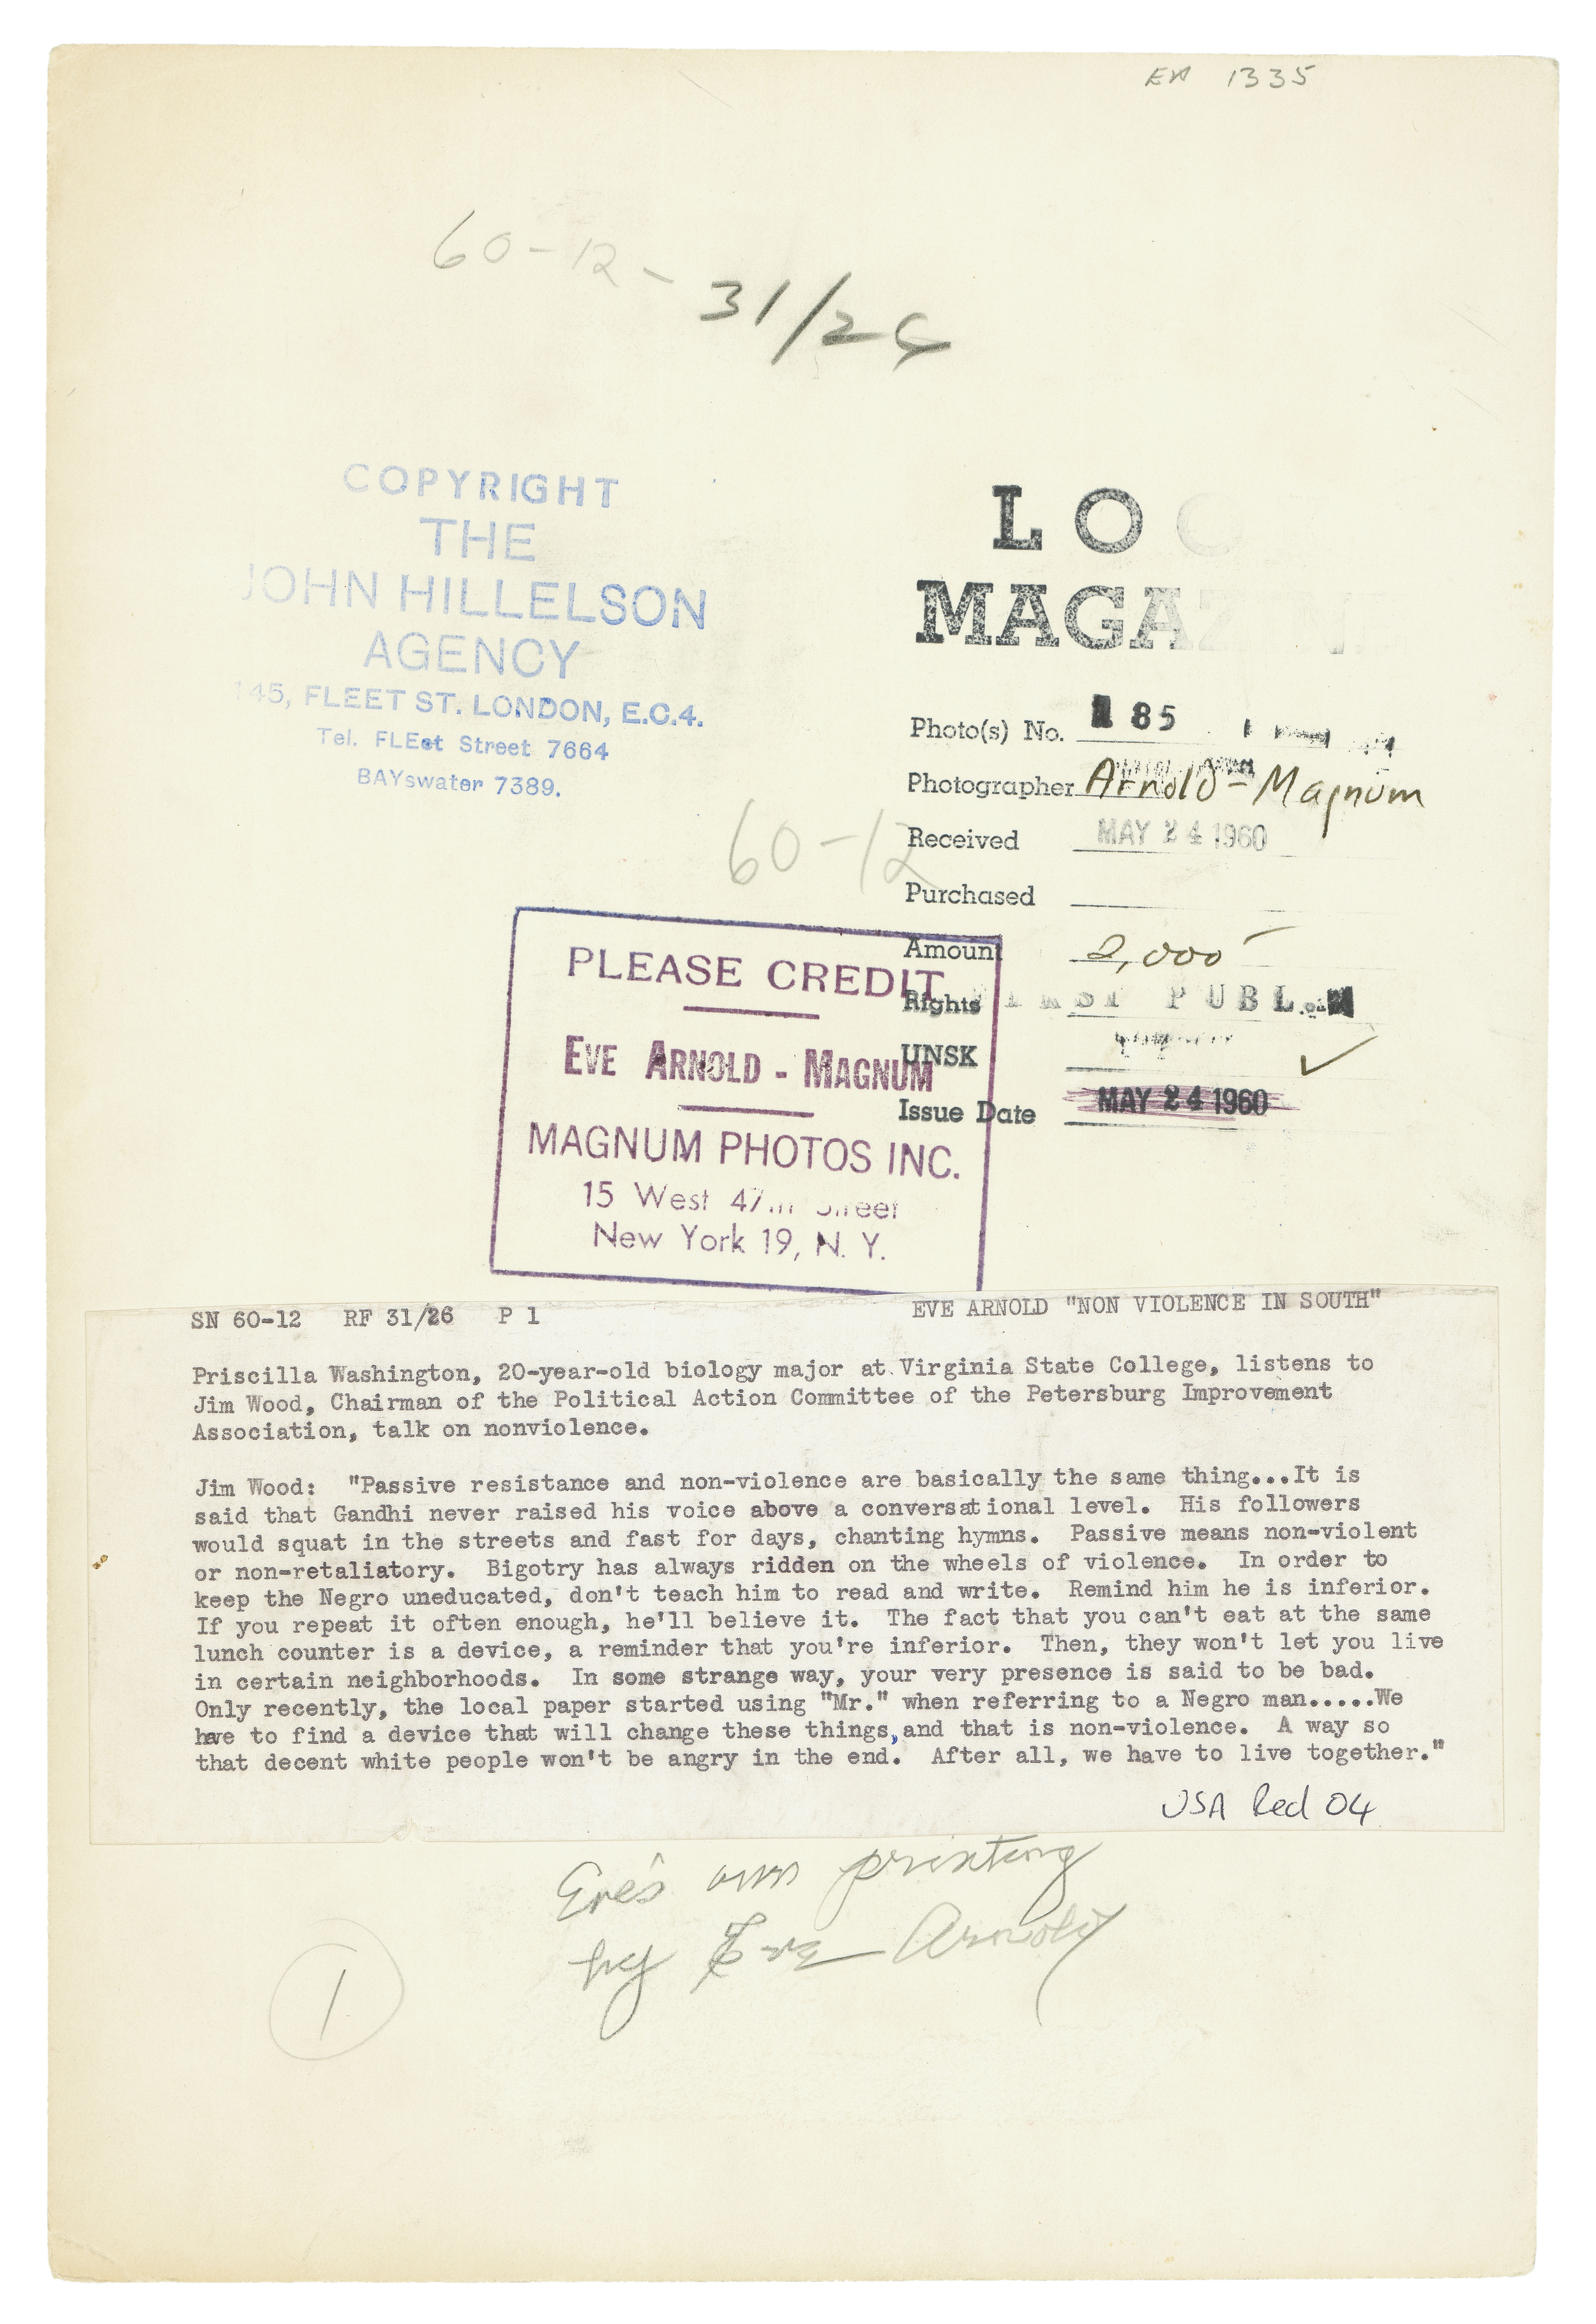 EA 1335
60-12-
31/26
COPYRIGHT
THE
JOHN HILLELSON
AGENCY
145, FLEET ST. LONDON, E.C.4.
Tel. FLEet Street 7664
BAYswater 7389.
LOO
MAGAZIN
Photo(s) No. 85
Photographer Arnold - Magnum
Received MAY 24 1960
60-12
Purchased
Amount 2,000
Rights FIRST PUBL.
UNSK
Issue Date MAY 24 1960
PLEASE CREDIT
EVE ARNOLD - MAGNUM
MAGNUM PHOTOS INC.
15 West 47th Street
New York 19, N. Y.
SN 60-12 RF 31/26 P 1 EVE ARNOLD "NON VIOLENCE IN SOUTH"
Priscilla Washington, 20-year-old biology major at Virginia State College, listens to
Jim Wood, Chairman of the Political Action Committee of the Petersburg Improvement
Association, talk on nonviolence.
Jim Wood: "Passive resistance and non-violence are basically the same thing...It is
said that Gandhi never raised his voice above a conversational level. His followers
would squat in the streets and fast for days, chanting hymns. Passive means non-violent
or non-retaliatory. Bigotry has always ridden on the wheels of violence. In order to
keep the Negro uneducated, don't teach him to read and write. Remind him he is inferior.
If you repeat it often enough, he'll believe it. The fact that you can't eat at the same
lunch counter is a device, a reminder that you're inferior. Then, they won't let you live
in certain neighborhoods. In some strange way, your very presence is said to be bad.
Only recently, the local paper started using "Mr." when referring to a Negro man.....We
have to find a device that will change these things, and that is non-violence. A way so
that decent white people won't be angry in the end. After all, we have to live together."
USA Red 04
Eve's own printing
by Eve Arnold
1